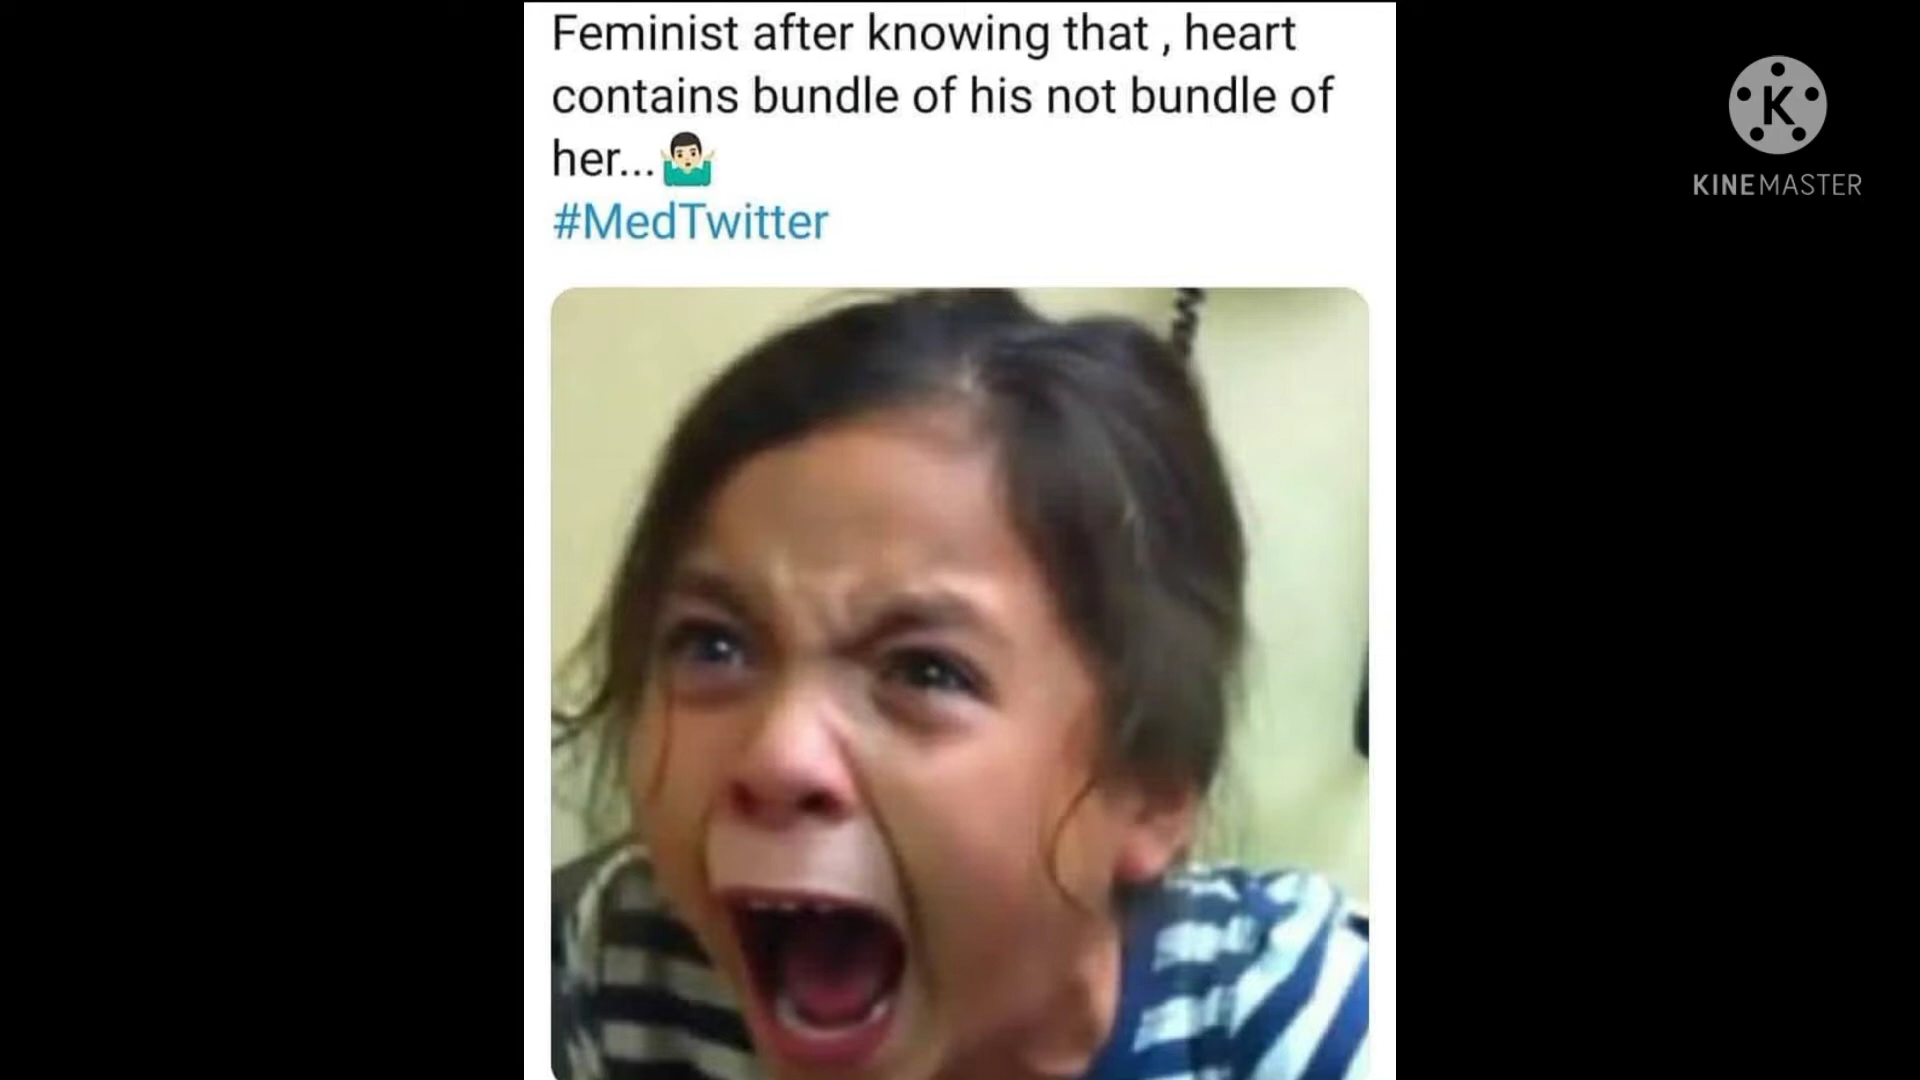 Feminist after knowing that , heart
contains bundle of his not bundle of
her...🤷🏻‍♂️
#MedTwitter
K
KINEMASTER